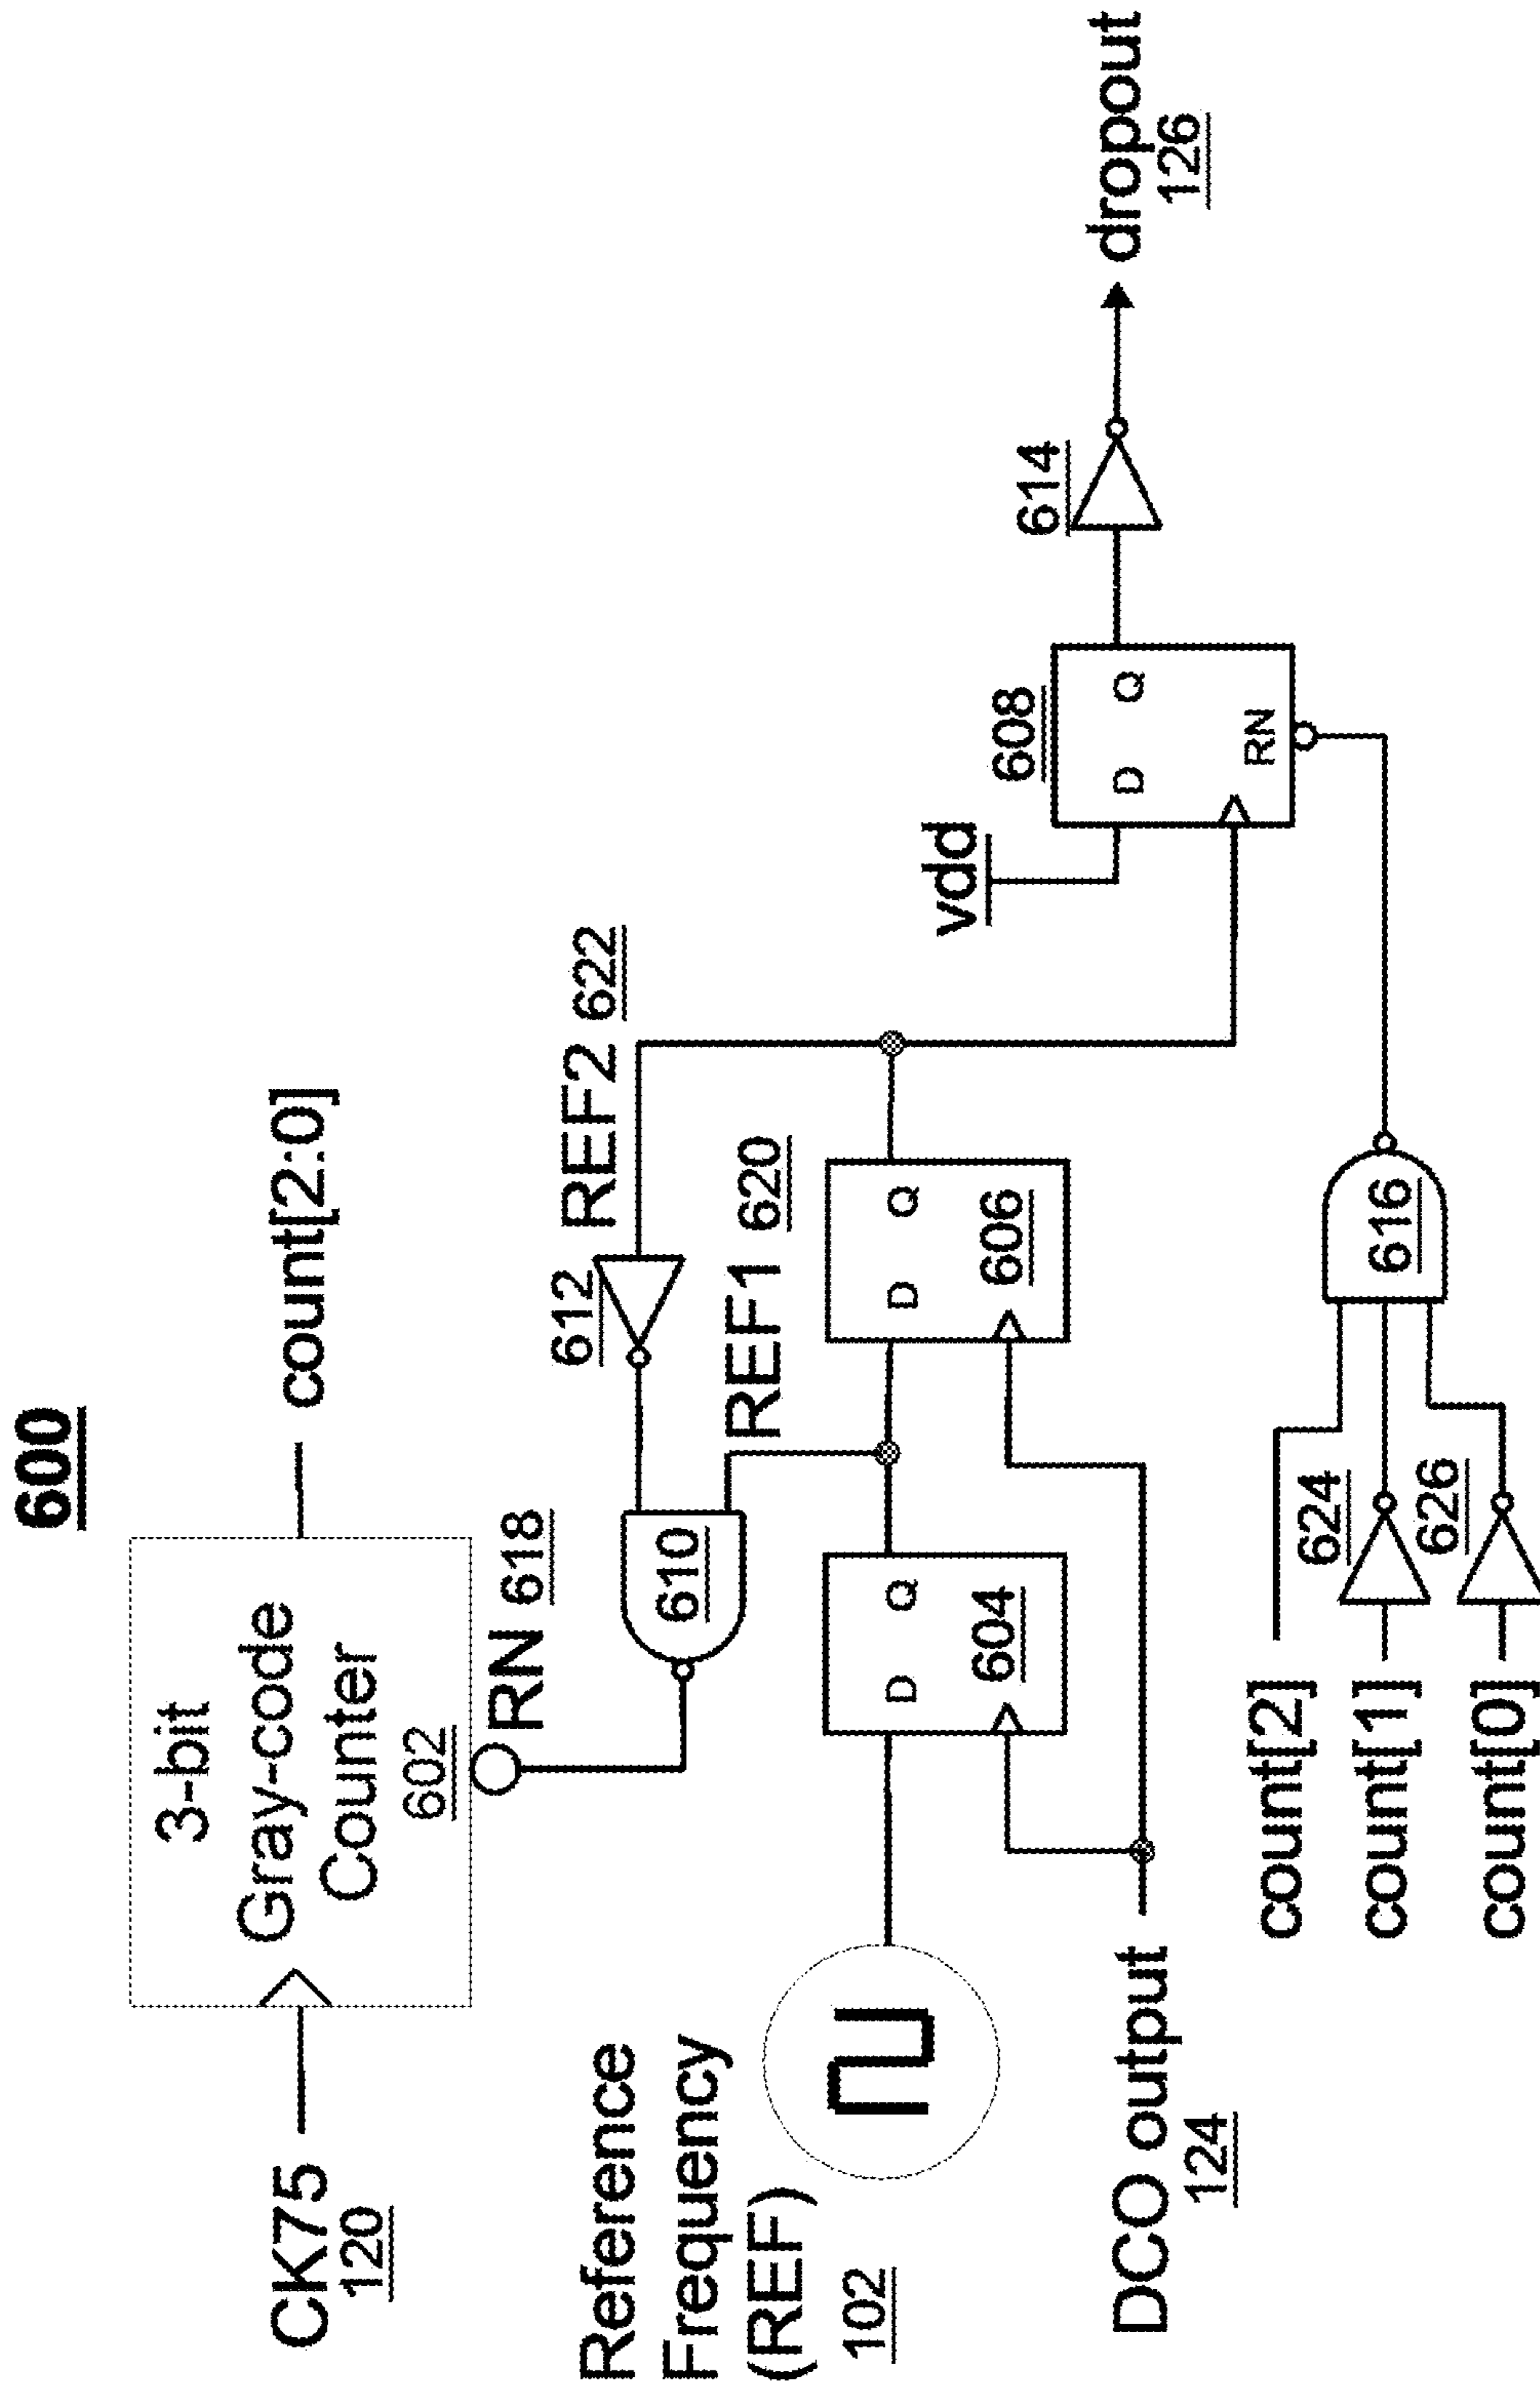 600
3-bit
Gray-code
Counter
602
CK75
120
count[2:0]
RN 618
610
612
REF2 622
REF1 620
Reference
Frequency
(REF)
102
D Q
604
D Q
606
DCO output
124
vdd
608
D Q
RN
614
dropout
126
count[2]
count[1]
count[0]
624
626
616